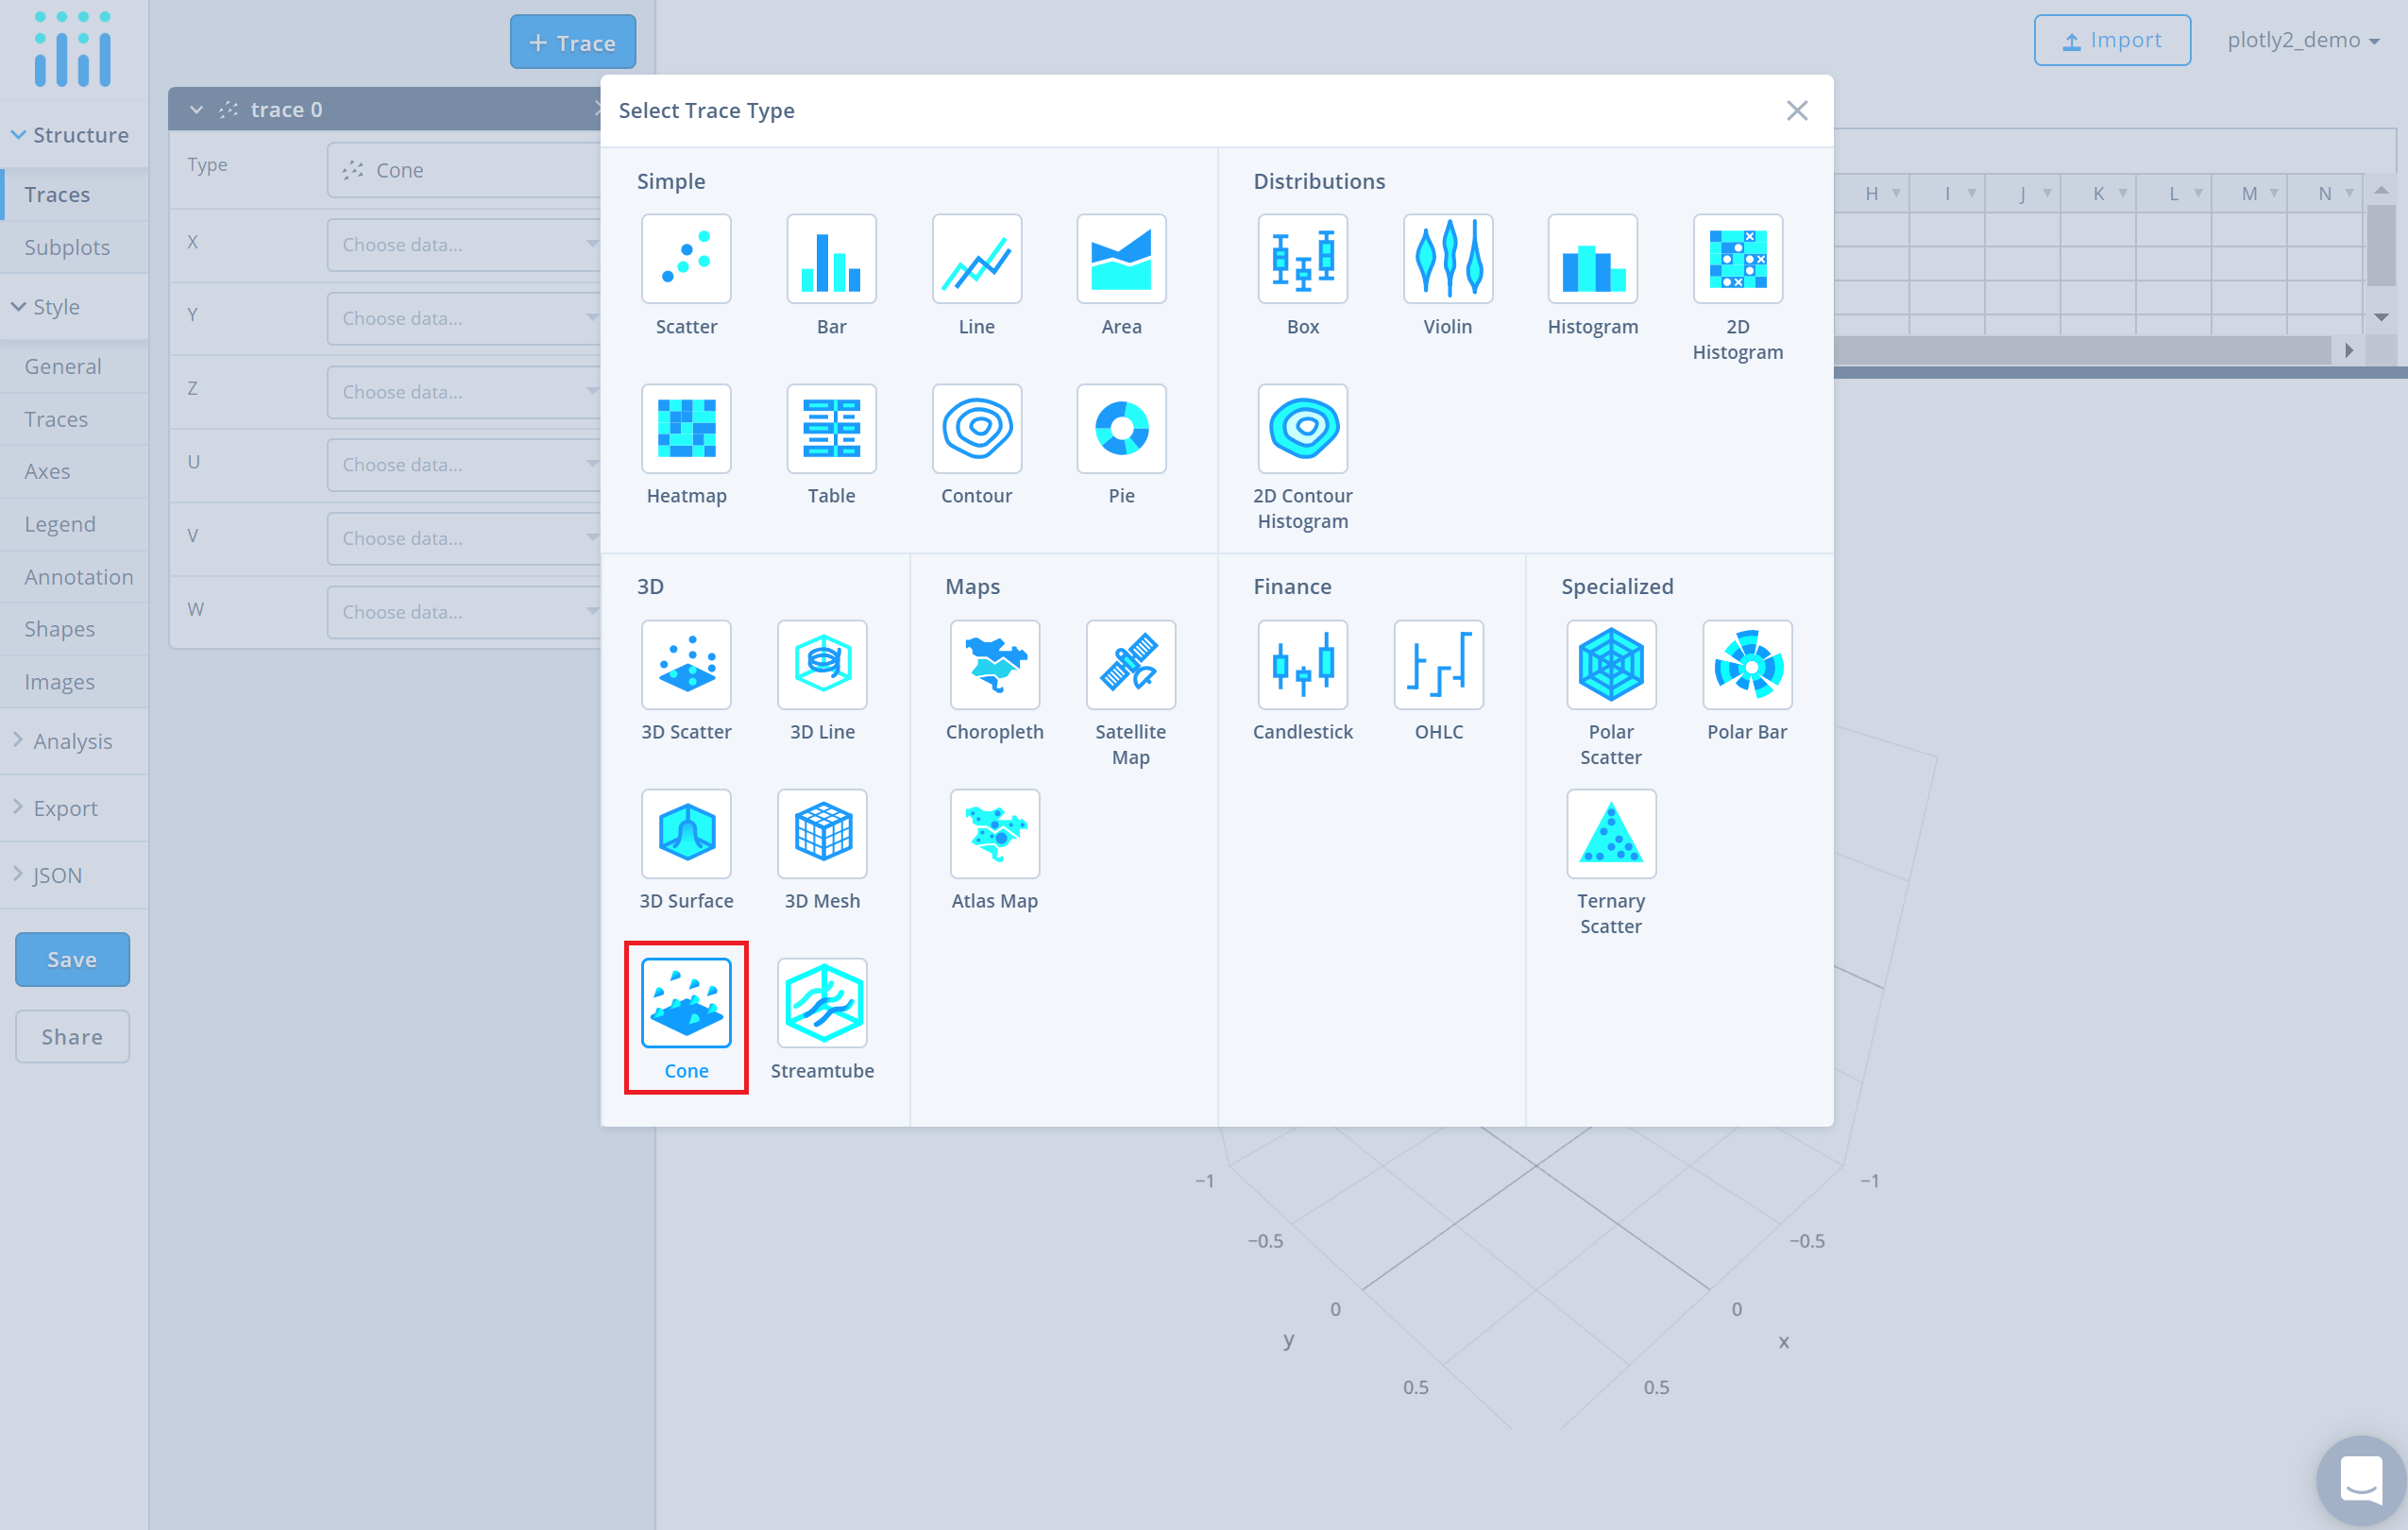 + Trace
Import
plotly2_demo
trace 0
Select Trace Type
Structure
Type
Cone
Simple
Distributions
Traces
H
I
J
K
L
M
N
X
Choose data...
Subplots
Style
Y
Choose data...
Scatter
Bar
Line
Area
Box
Violin
Histogram
2D
Histogram
General
Z
Choose data...
Traces
U
Choose data...
Axes
Heatmap
Table
Contour
Pie
2D Contour
Histogram
Legend
V
Choose data...
Annotation
3D
Maps
Finance
Specialized
W
Choose data...
Shapes
Images
3D Scatter
3D Line
Choropleth
Satellite
Map
Candlestick
OHLC
Polar
Scatter
Polar Bar
Analysis
Export
JSON
3D Surface
3D Mesh
Atlas Map
Ternary
Scatter
Save
Share
Cone
Streamtube
−1
−1
−0.5
−0.5
0
0
y
x
0.5
0.5